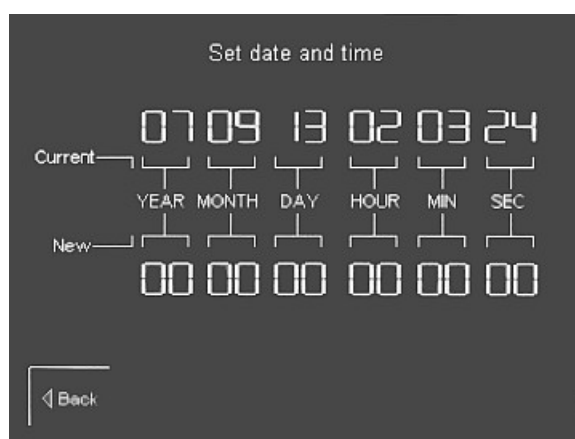 Set date and time
07 09 13 02 03 24
Current
YEAR MONTH DAY HOUR MIN SEC
New
00 00 00 00 00 00
Back